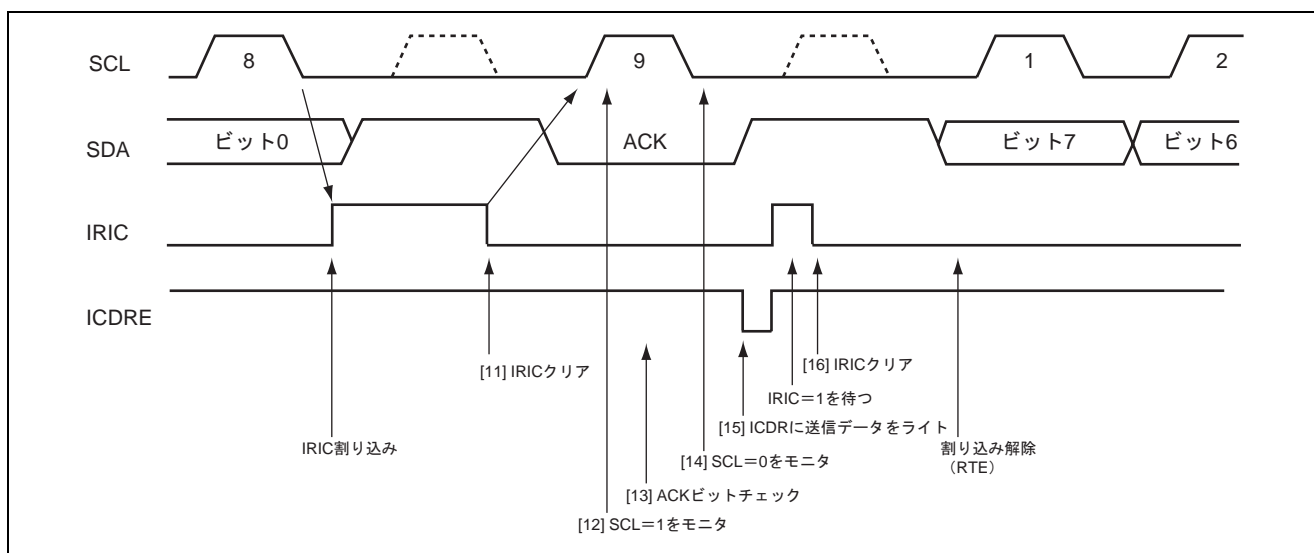 SCL 8 9 1 2
SDA ビット0 ACK ビット7 ビット6
IRIC
ICDRE
[11] IRICクリア
[16] IRICクリア
IRIC=1を待つ
[15] ICDRに送信データをライト
IRIC割り込み
割り込み解除
(RTE)
[14] SCL=0をモニタ
[13] ACKビットチェック
[12] SCL=1をモニタ